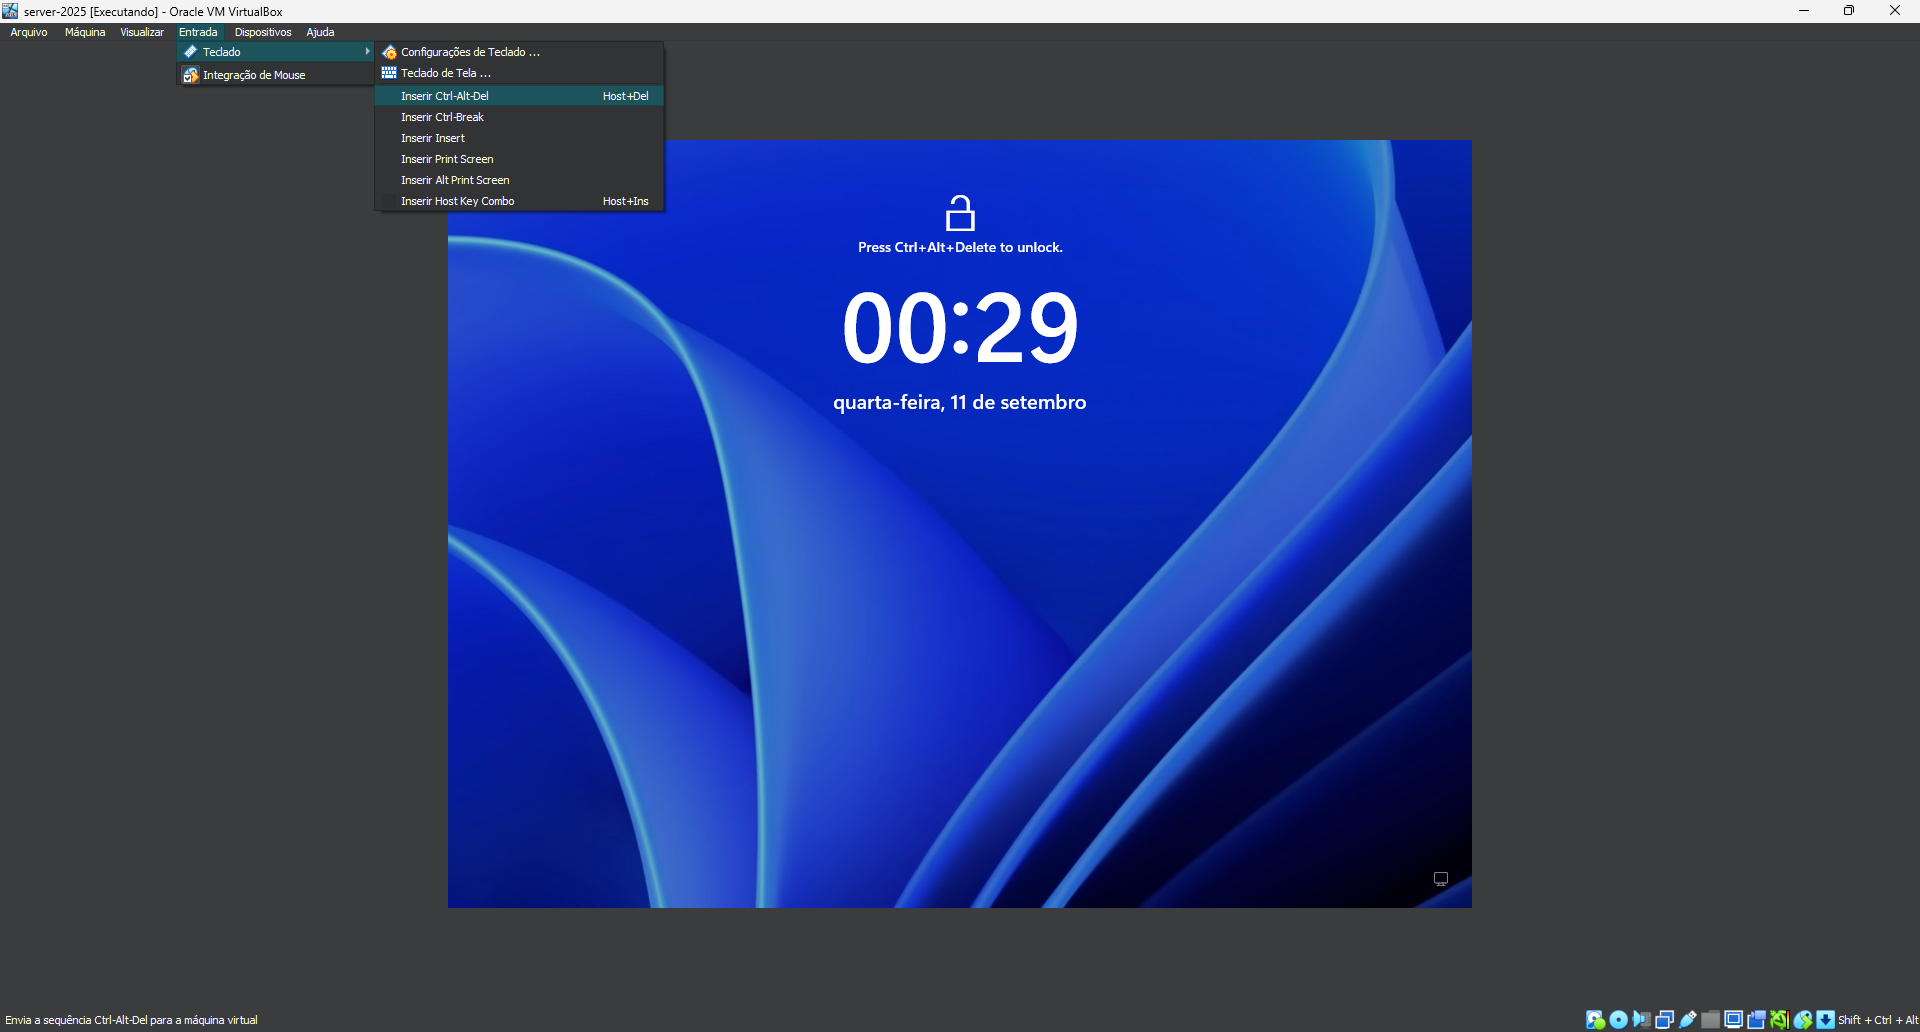 server-2025 [Executando] - Oracle VM VirtualBox
Arquivo Máquina Visualizar Entrada Dispositivos Ajuda
Teclado
Integração de Mouse
Configurações de Teclado ...
Teclado de Tela ...
Inserir Ctrl-Alt-Del Host+Del
Inserir Ctrl-Break
Inserir Insert
Inserir Print Screen
Inserir Alt Print Screen
Inserir Host Key Combo Host+Ins
Press Ctrl+Alt+Delete to unlock.
00:29
quarta-feira, 11 de setembro
Envia a sequência Ctrl-Alt-Del para a máquina virtual
Shift + Ctrl + Alt